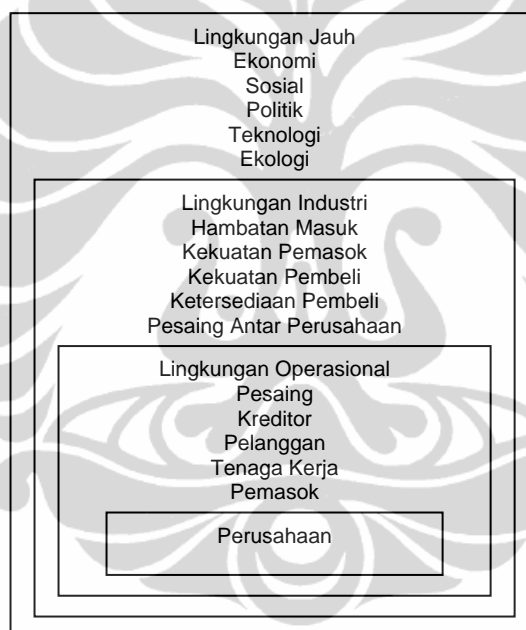 Lingkungan Jauh
Ekonomi
Sosial
Politik
Teknologi
Ekologi
Lingkungan Industri
Hambatan Masuk
Kekuatan Pemasok
Kekuatan Pembeli
Ketersediaan Pembeli
Pesaing Antar Perusahaan
Lingkungan Operasional
Pesaing
Kreditor
Pelanggan
Tenaga Kerja
Pemasok
Perusahaan